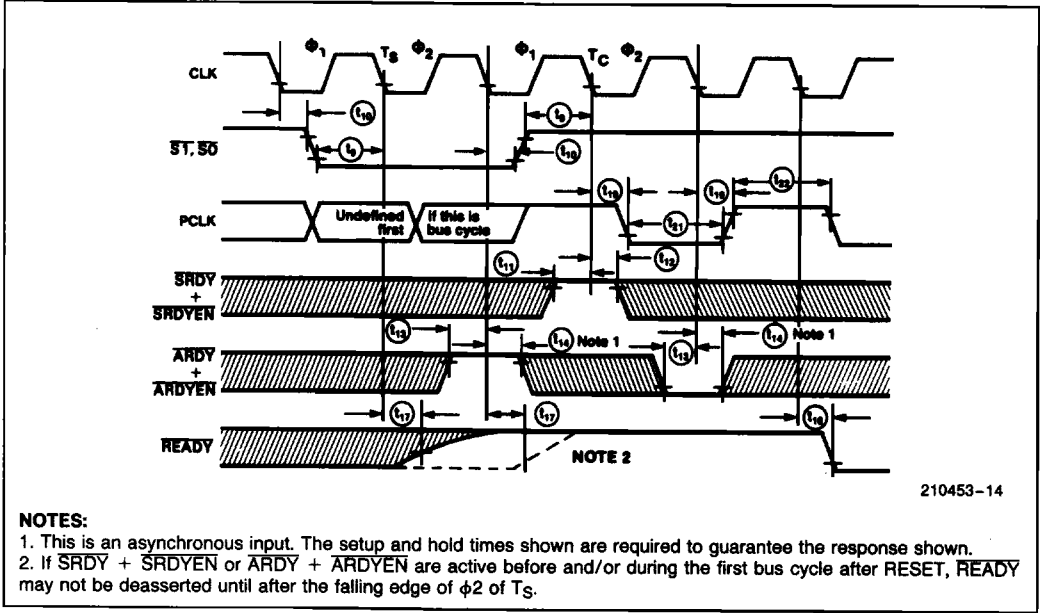 ϕ1 TS ϕ2 ϕ1 TC ϕ2
CLK
t10 t9
S1, S0
t9 t10
t19 t19 t22
PCLK Undefined If this is
first bus cycle
t21
t11 t12
SRDY
+
SRDYEN
t13 t14 Note 1 t13 t14 Note 1
ARDY
+
ARDYEN
t17 t17 t18
READY
NOTE 2
210453–14
NOTES:
1. This is an asynchronous input. The setup and hold times shown are required to guarantee the response shown.
2. If SRDY + SRDYEN or ARDY + ARDYEN are active before and/or during the first bus cycle after RESET, READY
may not be deasserted until after the falling edge of ϕ2 of TS.